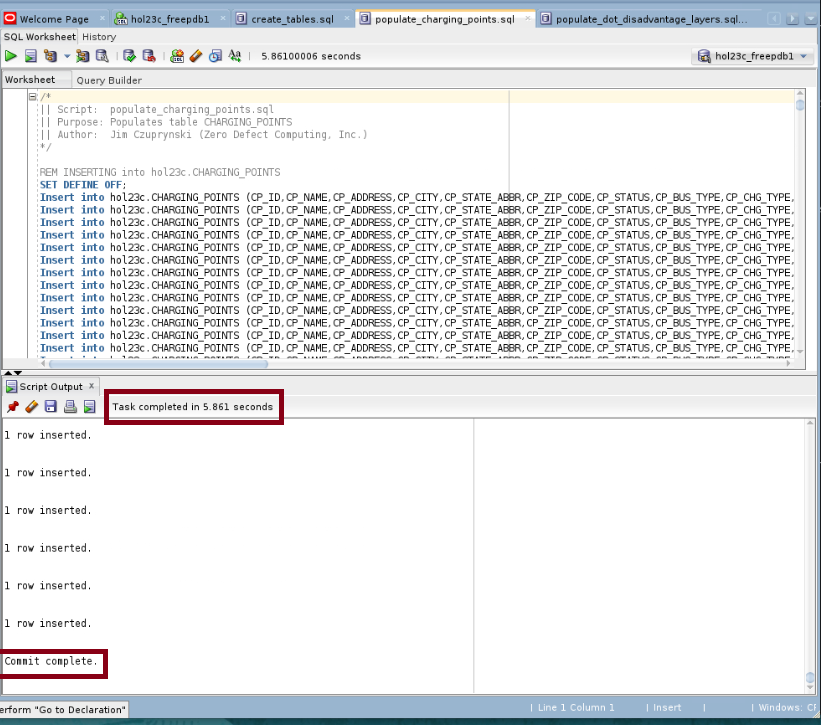 Welcome Page
hol23c_freepdb1
create_tables.sql
populate_charging_points.sql
populate_dot_disadvantage_layers.sql...
SQL Worksheet History
5.86100006 seconds
hol23c_freepdb1
Worksheet Query Builder
/*
|| Script: populate_charging_points.sql
|| Purpose: Populates table CHARGING_POINTS
|| Author: Jim Czuprynski (Zero Defect Computing, Inc.)
*/
REM INSERTING into hol23c.CHARGING_POINTS
SET DEFINE OFF;
Insert into hol23c.CHARGING_POINTS (CP_ID,CP_NAME,CP_ADDRESS,CP_CITY,CP_STATE_ABBR,CP_ZIP_CODE,CP_STATUS,CP_BUS_TYPE,CP_CHG_TYPE,
Insert into hol23c.CHARGING_POINTS (CP_ID,CP_NAME,CP_ADDRESS,CP_CITY,CP_STATE_ABBR,CP_ZIP_CODE,CP_STATUS,CP_BUS_TYPE,CP_CHG_TYPE,
Insert into hol23c.CHARGING_POINTS (CP_ID,CP_NAME,CP_ADDRESS,CP_CITY,CP_STATE_ABBR,CP_ZIP_CODE,CP_STATUS,CP_BUS_TYPE,CP_CHG_TYPE,
Insert into hol23c.CHARGING_POINTS (CP_ID,CP_NAME,CP_ADDRESS,CP_CITY,CP_STATE_ABBR,CP_ZIP_CODE,CP_STATUS,CP_BUS_TYPE,CP_CHG_TYPE,
Insert into hol23c.CHARGING_POINTS (CP_ID,CP_NAME,CP_ADDRESS,CP_CITY,CP_STATE_ABBR,CP_ZIP_CODE,CP_STATUS,CP_BUS_TYPE,CP_CHG_TYPE,
Insert into hol23c.CHARGING_POINTS (CP_ID,CP_NAME,CP_ADDRESS,CP_CITY,CP_STATE_ABBR,CP_ZIP_CODE,CP_STATUS,CP_BUS_TYPE,CP_CHG_TYPE,
Insert into hol23c.CHARGING_POINTS (CP_ID,CP_NAME,CP_ADDRESS,CP_CITY,CP_STATE_ABBR,CP_ZIP_CODE,CP_STATUS,CP_BUS_TYPE,CP_CHG_TYPE,
Insert into hol23c.CHARGING_POINTS (CP_ID,CP_NAME,CP_ADDRESS,CP_CITY,CP_STATE_ABBR,CP_ZIP_CODE,CP_STATUS,CP_BUS_TYPE,CP_CHG_TYPE,
Insert into hol23c.CHARGING_POINTS (CP_ID,CP_NAME,CP_ADDRESS,CP_CITY,CP_STATE_ABBR,CP_ZIP_CODE,CP_STATUS,CP_BUS_TYPE,CP_CHG_TYPE,
Insert into hol23c.CHARGING_POINTS (CP_ID,CP_NAME,CP_ADDRESS,CP_CITY,CP_STATE_ABBR,CP_ZIP_CODE,CP_STATUS,CP_BUS_TYPE,CP_CHG_TYPE,
Insert into hol23c.CHARGING_POINTS (CP_ID,CP_NAME,CP_ADDRESS,CP_CITY,CP_STATE_ABBR,CP_ZIP_CODE,CP_STATUS,CP_BUS_TYPE,CP_CHG_TYPE,
Insert into hol23c.CHARGING_POINTS (CP_ID,CP_NAME,CP_ADDRESS,CP_CITY,CP_STATE_ABBR,CP_ZIP_CODE,CP_STATUS,CP_BUS_TYPE,CP_CHG_TYPE,
Insert into hol23c.CHARGING_POINTS (CP_ID,CP_NAME,CP_ADDRESS,CP_CITY,CP_STATE_ABBR,CP_ZIP_CODE,CP_STATUS,CP_BUS_TYPE,CP_CHG_TYPE,
Script Output x
Task completed in 5.861 seconds
1 row inserted.
1 row inserted.
1 row inserted.
1 row inserted.
1 row inserted.
1 row inserted.
Commit complete.
erform "Go to Declaration"
| Line 1 Column 1 | Insert | | Windows: CF